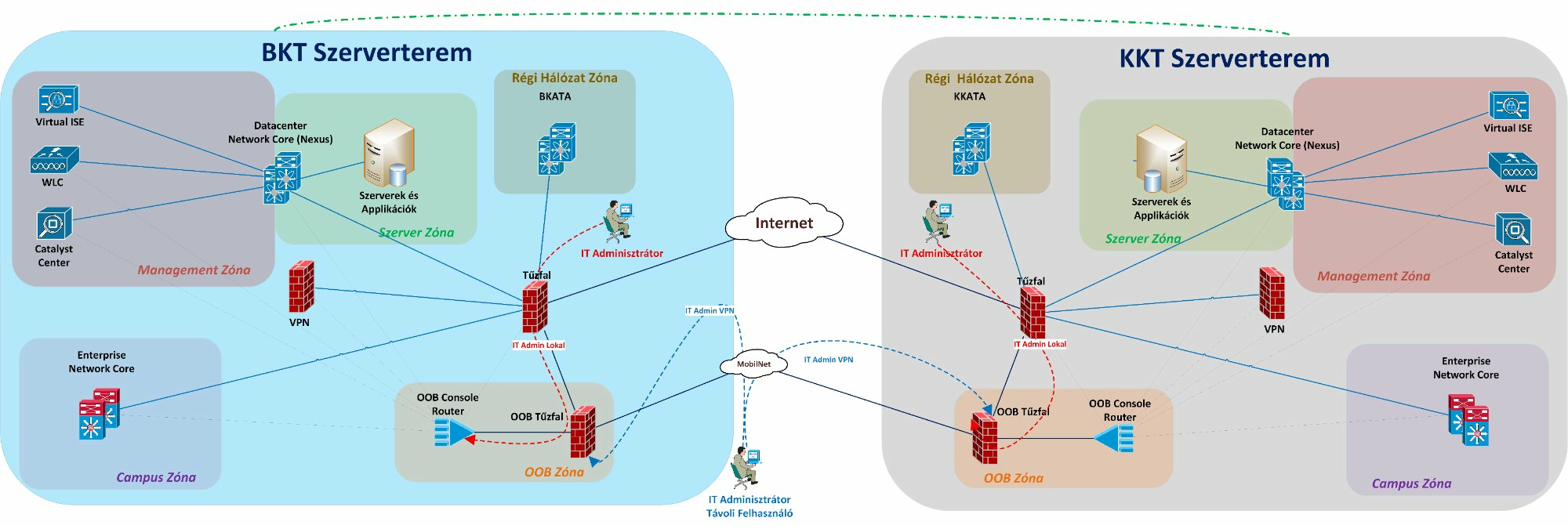 BKT Szerverterem
Régi Hálózat Zóna
BKATA
Virtual ISE
WLC
Catalyst
Center
Management Zóna
Datacenter
Network Core (Nexus)
Szerverek és
Applikációk
Szerver Zóna
IT Adminisztrátor
Tűzfal
VPN
IT Admin Lokal
Enterprise
Network Core
Campus Zóna
OOB Console
Router
OOB Tűzfal
OOB Zóna
Internet
IT Admin VPN
MobilNet
IT Admin VPN
IT Adminisztrátor
Távoli Felhasználó
KKT Szerverterem
Régi Hálózat Zóna
KKATA
IT Adminisztrátor
Datacenter
Network Core (Nexus)
Szerverek és
Applikációk
Szerver Zóna
Virtual ISE
WLC
Catalyst
Center
Management Zóna
Tűzfal
VPN
IT Admin Lokal
OOB Tűzfal
OOB Console
Router
OOB Zóna
Enterprise
Network Core
Campus Zóna